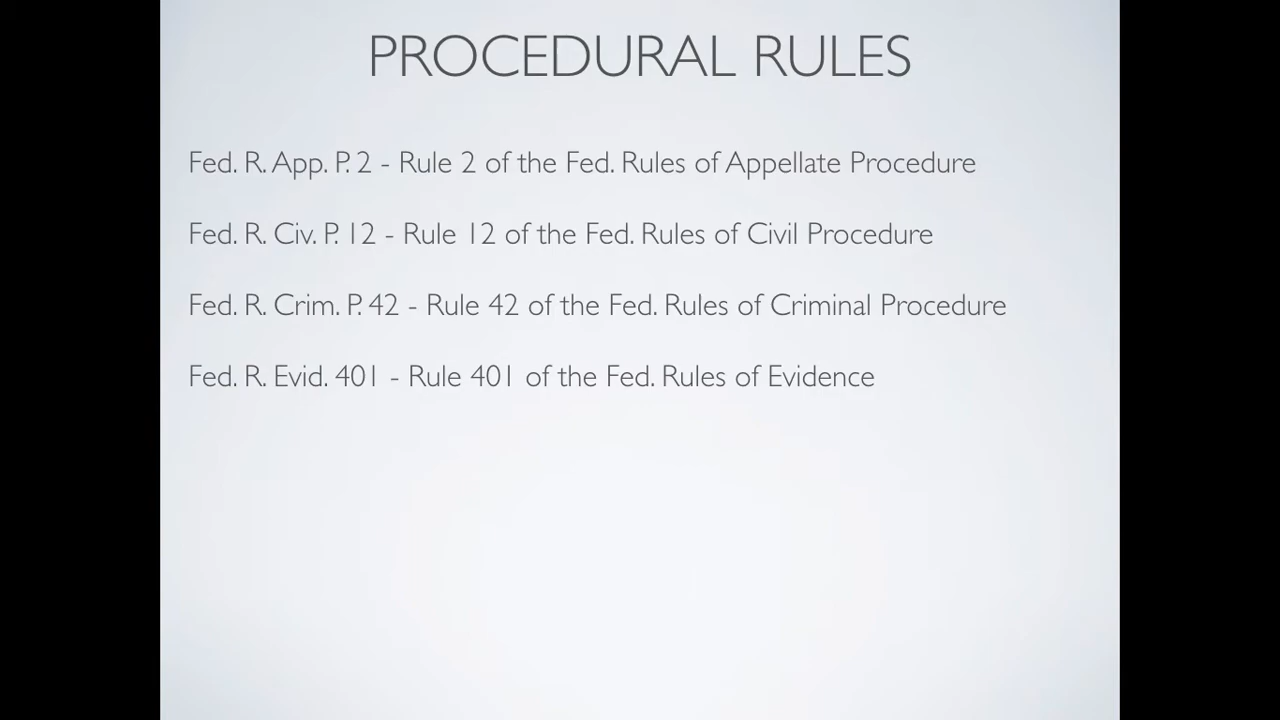 PROCEDURAL RULES
Fed. R. App. P. 2 - Rule 2 of the Fed. Rules of Appellate Procedure
Fed. R. Civ. P. 12 - Rule 12 of the Fed. Rules of Civil Procedure
Fed. R. Crim. P. 42 - Rule 42 of the Fed. Rules of Criminal Procedure
Fed. R. Evid. 401 - Rule 401 of the Fed. Rules of Evidence